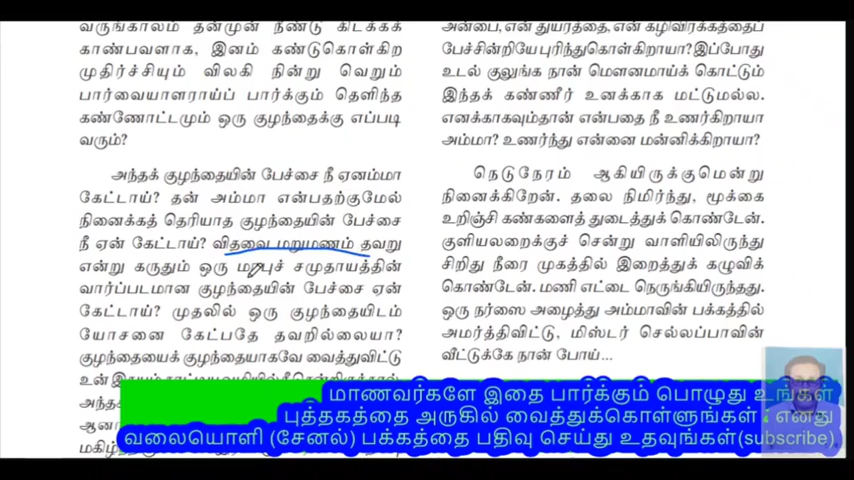 வருங்காலம் தன்முன் நீண்டு கிடக்கக்
காண்பவளாக, இனம் கண்டுகொள்கிற
முதிர்ச்சியும் விலகி நின்று வெறும்
பார்வையாளராய்ப் பார்க்கும் தெளிந்த
கண்ணோட்டமும் ஒரு குழந்தைக்கு எப்படி
வரும்?
அந்தக் குழந்தையின் பேச்சை நீ ஏனம்மா
கேட்டாய்? தன் அம்மா என்பதற்குமேல்
நினைக்கத் தெரியாத குழந்தையின் பேச்சை
நீ ஏன் கேட்டாய்? விதவை மறுமணம் தவறு
என்று கருதும் ஒரு மரபுச் சமுதாயத்தின்
வார்ப்படமான குழந்தையின் பேச்சை ஏன்
கேட்டாய்? முதலில் ஒரு குழந்தையிடம்
யோசனை கேட்பதே தவறில்லையா?
குழந்தையைக் குழந்தையாகவே வைத்துவிட்டு
உன்
அந்த
ஆனா
மகிழ்
அன்பை, என் துயரத்தை, என் கழிவிரக்கத்தைப்
பேச்சின்றியே புரிந்துகொள்கிறாயா? இப்போது
உடல் குலுங்க நான் மௌனமாய்க் கொட்டும்
இந்தக் கண்ணீர் உனக்காக மட்டுமல்ல.
எனக்காகவும்தான் என்பதை நீ உணர்கிறாயா
அம்மா? உணர்ந்து என்னை மன்னிக்கிறாயா?
நெடுநேரம் ஆகியிருக்குமென்று
நினைக்கிறேன். தலை நிமிர்ந்து, மூக்கை
உறிஞ்சி கண்களைத் துடைத்துக் கொண்டேன்.
குளியலறைக்குச் சென்று வாளியிலிருந்து
சிறிது நீரை முகத்தில் இறைத்துக் கழுவிக்
கொண்டேன். மணி எட்டை நெருங்கியிருந்தது.
ஒரு நர்ஸை அழைத்து அம்மாவின் பக்கத்தில்
அமர்த்திவிட்டு, மிஸ்டர் செல்லப்பாவின்
வீட்டுக்கே நான் போய்...
மாணவர்களே இதை பார்க்கும் பொழுது உங்கள்
புத்தகத்தை அருகில் வைத்துக்கொள்ளுங்கள் . எனது
வலையொளி (சேனல்) பக்கத்தை பதிவு செய்து உதவுங்கள்(subscribe)